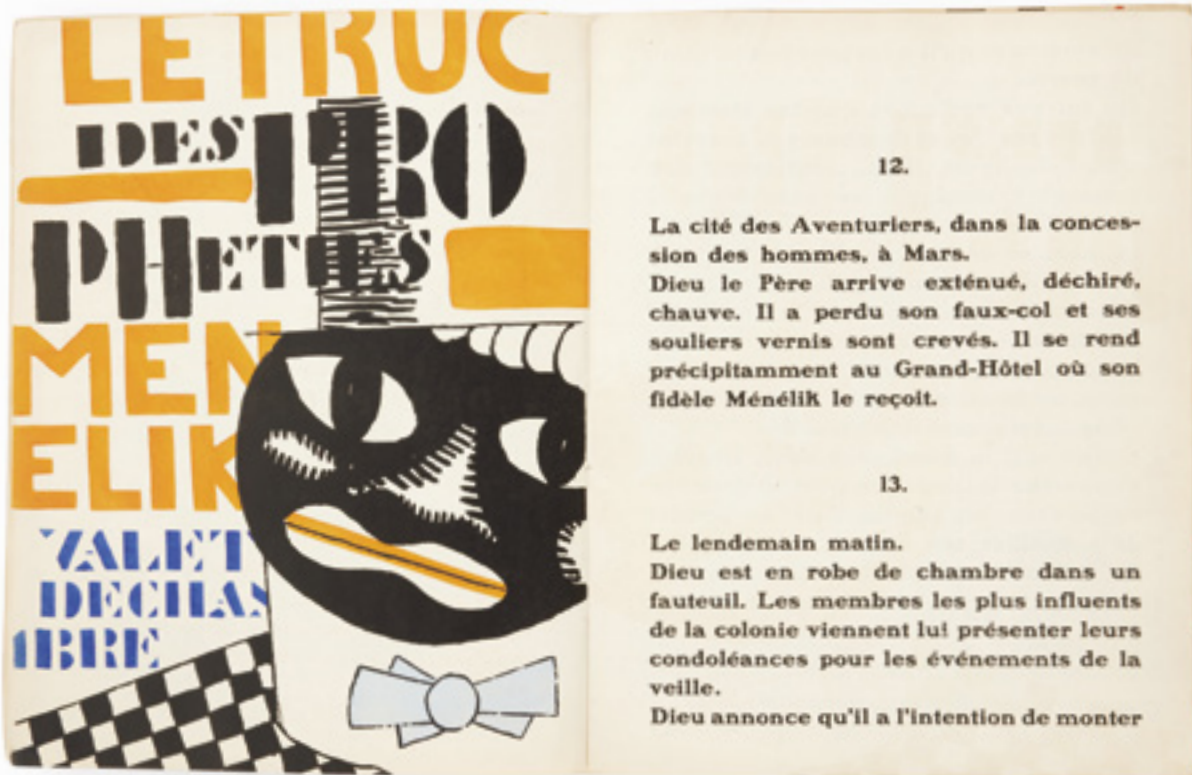 LE TRUC
DES PRO
PHETIES
MEN
ELIK
VALET
DECHAM
BRE
12.
La cité des Aventuriers, dans la conces-
sion des hommes, à Mars.
Dieu le Père arrive exténué, déchiré,
chauve. Il a perdu son faux-col et ses
souliers vernis sont crevés. Il se rend
précipitamment au Grand-Hôtel où son
fidèle Ménélik le reçoit.
13.
Le lendemain matin.
Dieu est en robe de chambre dans un
fauteuil. Les membres les plus influents
de la colonie viennent lui présenter leurs
condoléances pour les événements de la
veille.
Dieu annonce qu'il a l'intention de monter